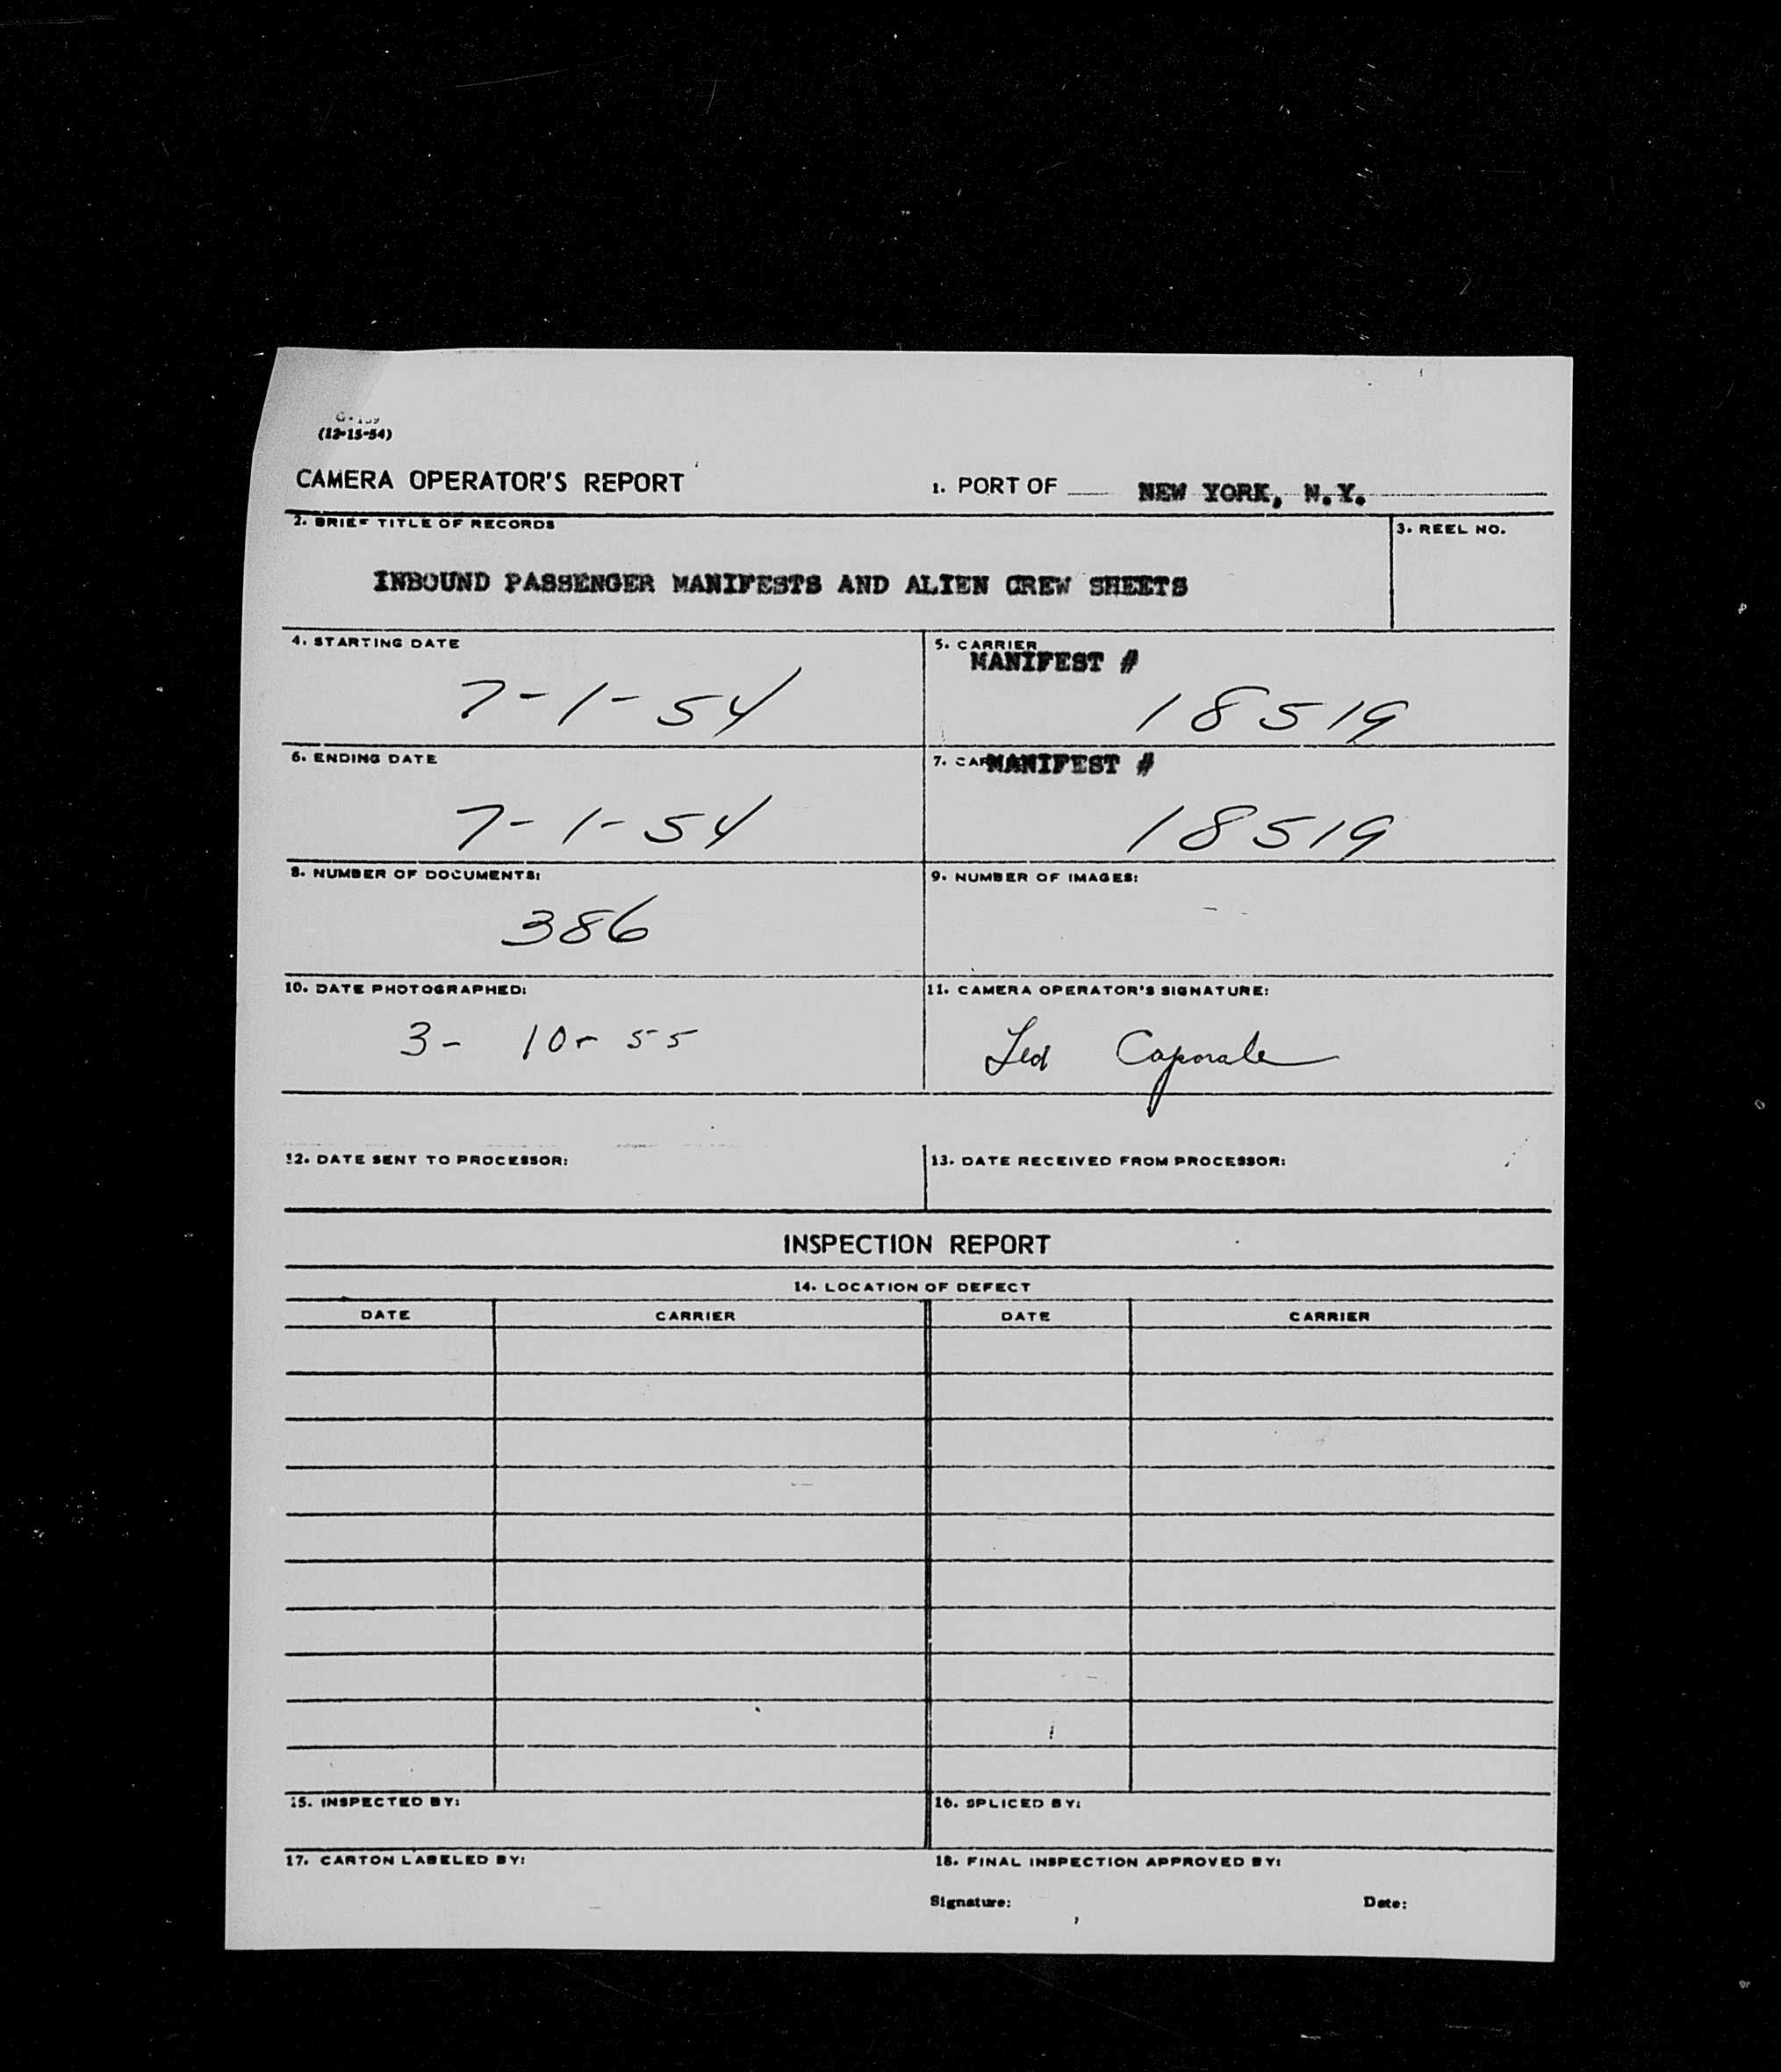 G-139
(12-15-54)
CAMERA OPERATOR'S REPORT
1. PORT OF NEW YORK, N.Y.
2. BRIEF TITLE OF RECORDS
3. REEL NO.
INBOUND PASSENGER MANIFESTS AND ALIEN CREW SHEETS
4. STARTING DATE
5. CARRIER
MANIFEST #
7-1-54
18519
6. ENDING DATE
7. CAR MANIFEST #
7-1-54
18519
8. NUMBER OF DOCUMENTS:
9. NUMBER OF IMAGES:
386
10. DATE PHOTOGRAPHED:
11. CAMERA OPERATOR'S SIGNATURE:
3- 10- 55
Ted Caporale
12. DATE SENT TO PROCESSOR:
13. DATE RECEIVED FROM PROCESSOR:
INSPECTION REPORT
14. LOCATION OF DEFECT
DATE CARRIER DATE CARRIER
15. INSPECTED BY:
16. SPLICED BY:
17. CARTON LABELED BY:
18. FINAL INSPECTION APPROVED BY:
Signature: Date: